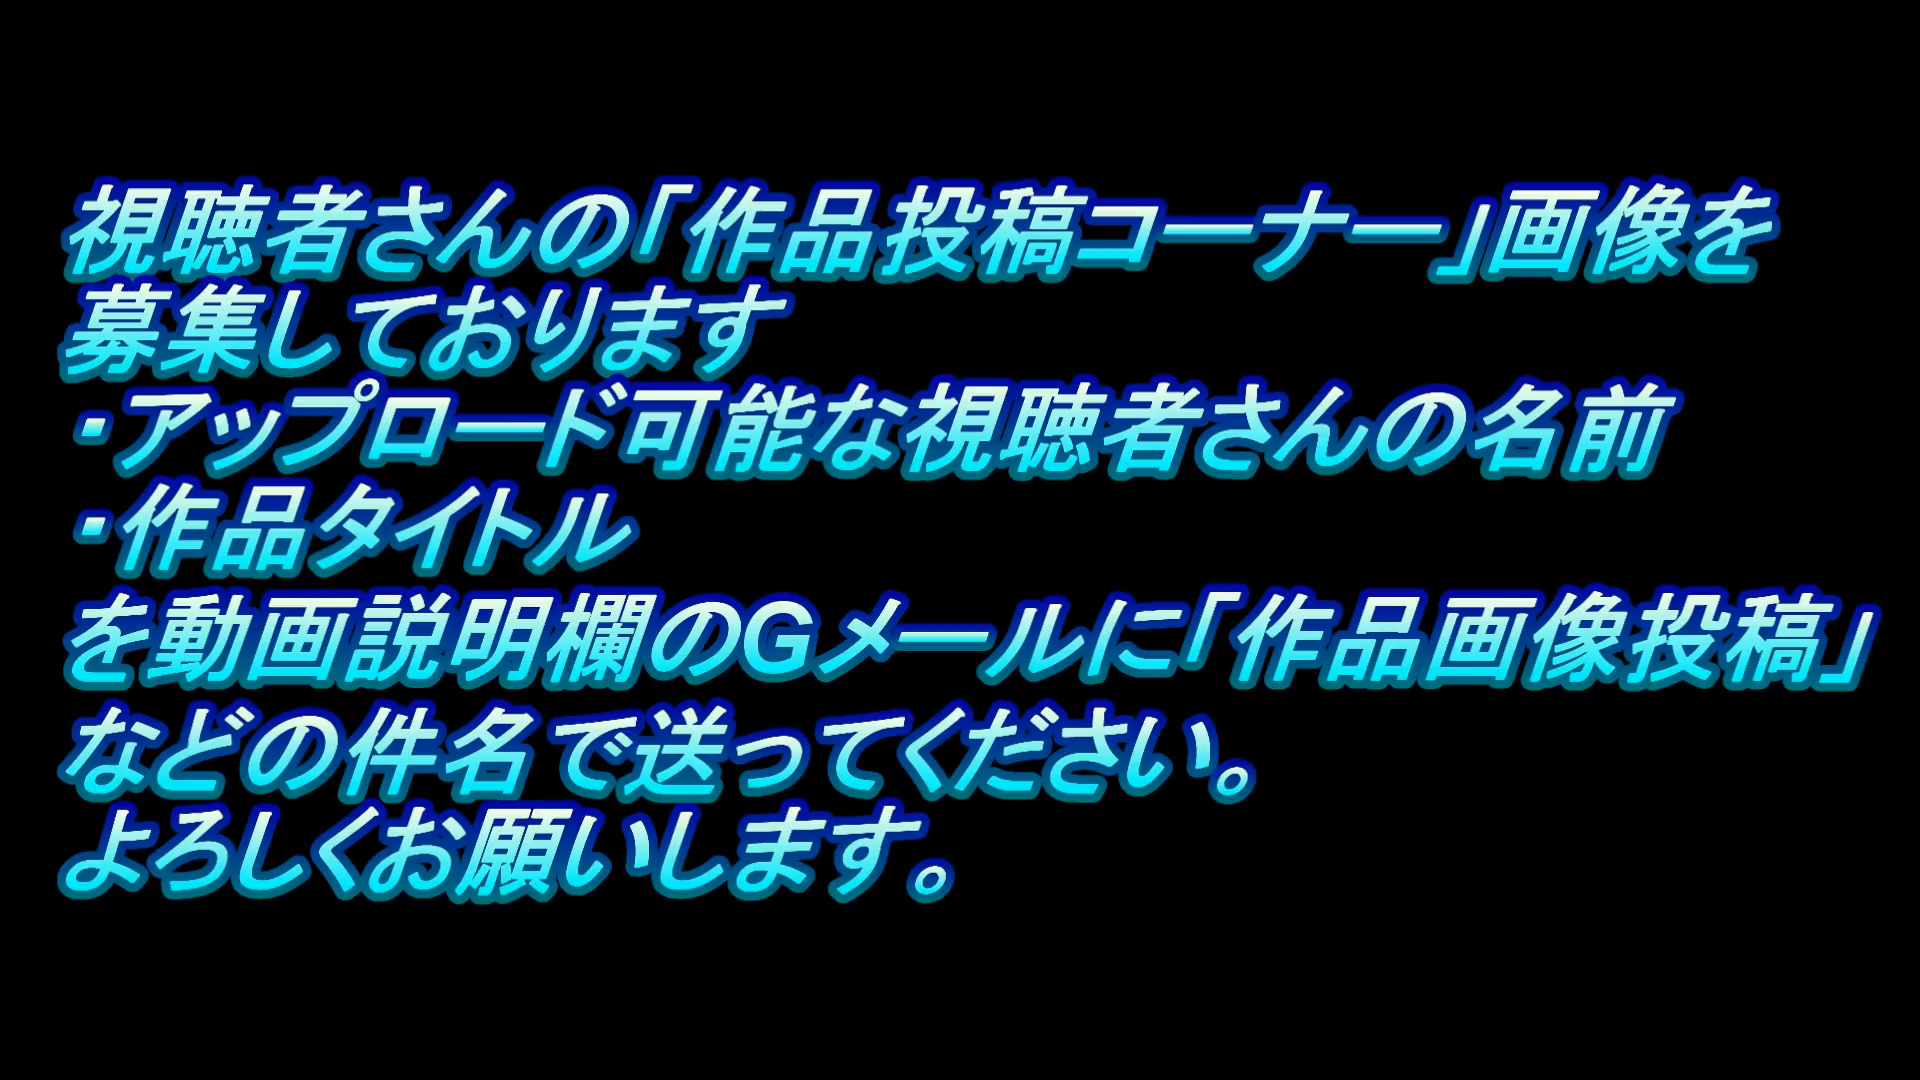 視聴者さんの「作品投稿コーナー」画像を
募集しております
・アップロード可能な視聴者さんの名前
・作品タイトル
を動画説明欄のGメールに「作品画像投稿」
などの件名で送ってください。
よろしくお願いします。